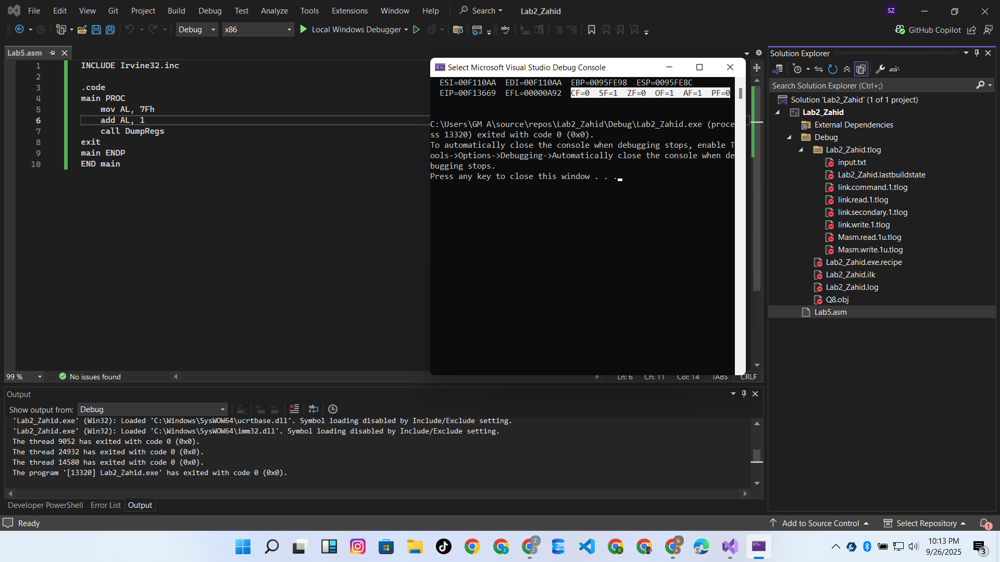 File Edit View Git Project Build Debug Test Analyze Tools Extensions Window Help Search Lab2_Zahid SZ
Debug x86 Local Windows Debugger GitHub Copilot
Lab5.asm
1 INCLUDE Irvine32.inc
2
3 .code
4 main PROC
5 mov AL, 7Fh
6 add AL, 1
7 call DumpRegs
8 exit
9 main ENDP
10 END main
99 % No issues found Ln: 6 Ch: 11 Col: 14 TABS CRLF
Select Microsoft Visual Studio Debug Console
ESI=00F110AA EDI=00F110AA EBP=0095FE98 ESP=0095FE8C
EIP=00F13669 EFL=00000A92 CF=0 SF=1 ZF=0 OF=1 AF=1 PF=0
C:\Users\GM A\source\repos\Lab2_Zahid\Debug\Lab2_Zahid.exe (proce
ss 13320) exited with code 0 (0x0).
To automatically close the console when debugging stops, enable T
ools->Options->Debugging->Automatically close the console when de
bugging stops.
Press any key to close this window . . .
Solution Explorer
Search Solution Explorer (Ctrl+;)
Solution 'Lab2_Zahid' (1 of 1 project)
Lab2_Zahid
External Dependencies
Debug
Lab2_Zahid.tlog
input.txt
Lab2_Zahid.lastbuildstate
link.command.1.tlog
link.read.1.tlog
link.secondary.1.tlog
link.write.1.tlog
Masm.read.1u.tlog
Masm.write.1u.tlog
Lab2_Zahid.exe.recipe
Lab2_Zahid.ilk
Lab2_Zahid.log
Q8.obj
Lab5.asm
Output
Show output from: Debug
'Lab2_Zahid.exe' (Win32): Loaded 'C:\Windows\SysWOW64\ucrtbase.dll'. Symbol loading disabled by Include/Exclude setting.
'Lab2_Zahid.exe' (Win32): Loaded 'C:\Windows\SysWOW64\imm32.dll'. Symbol loading disabled by Include/Exclude setting.
The thread 9052 has exited with code 0 (0x0).
The thread 24932 has exited with code 0 (0x0).
The thread 14580 has exited with code 0 (0x0).
The program '[13320] Lab2_Zahid.exe' has exited with code 0 (0x0).
Developer PowerShell Error List Output
Ready Add to Source Control Select Repository 1
10:13 PM
9/26/2025
3